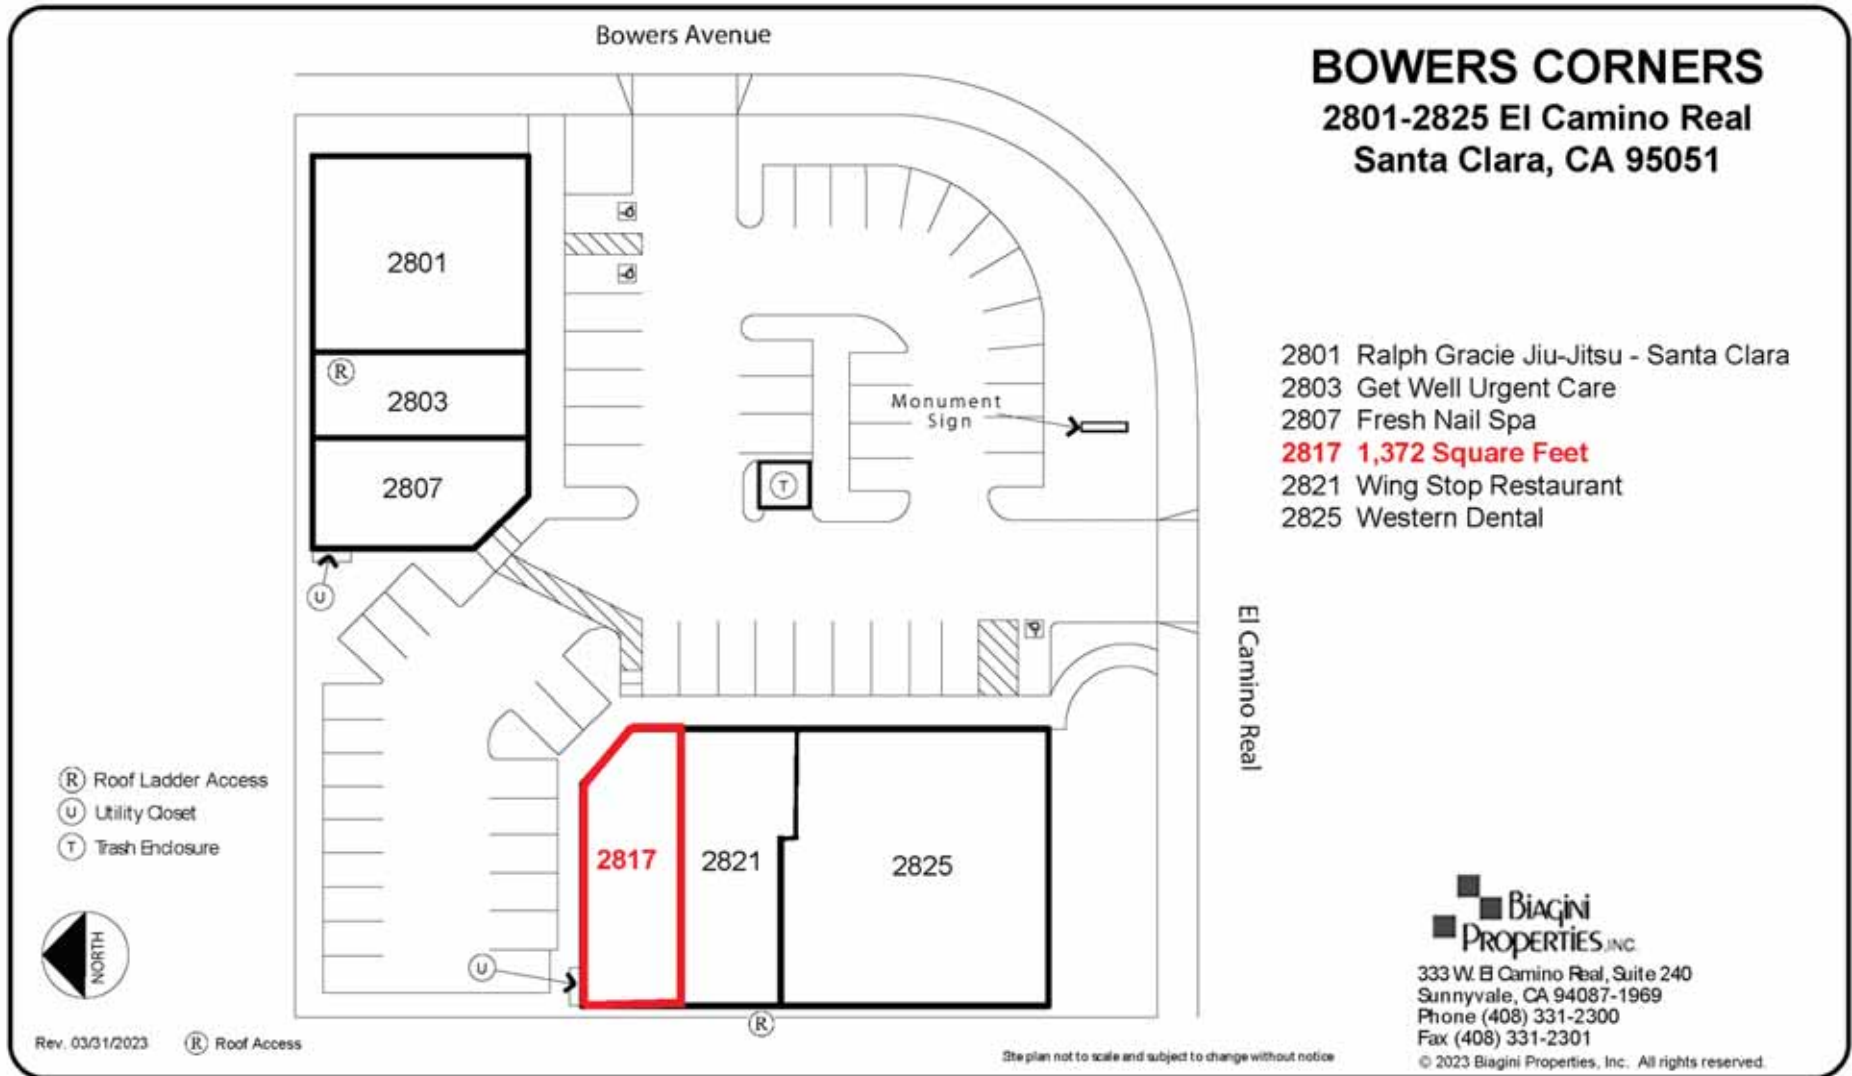 Bowers Avenue
BOWERS CORNERS
2801-2825 El Camino Real
Santa Clara, CA 95051
2801
R
2803
2807
U
T
Monument
Sign
2801 Ralph Gracie Jiu-Jitsu - Santa Clara
2803 Get Well Urgent Care
2807 Fresh Nail Spa
2817 1,372 Square Feet
2821 Wing Stop Restaurant
2825 Western Dental
El Camino Real
2817
2821
2825
U
R
R Roof Ladder Access
U Utility Closet
T Trash Enclosure
NORTH
Rev. 03/31/2023
R Roof Access
Site plan not to scale and subject to change without notice
BiAGiNi
PROPERTiES, INC.
333 W. El Camino Real, Suite 240
Sunnyvale, CA 94087-1969
Phone (408) 331-2300
Fax (408) 331-2301
© 2023 Biagini Properties, Inc. All rights reserved.